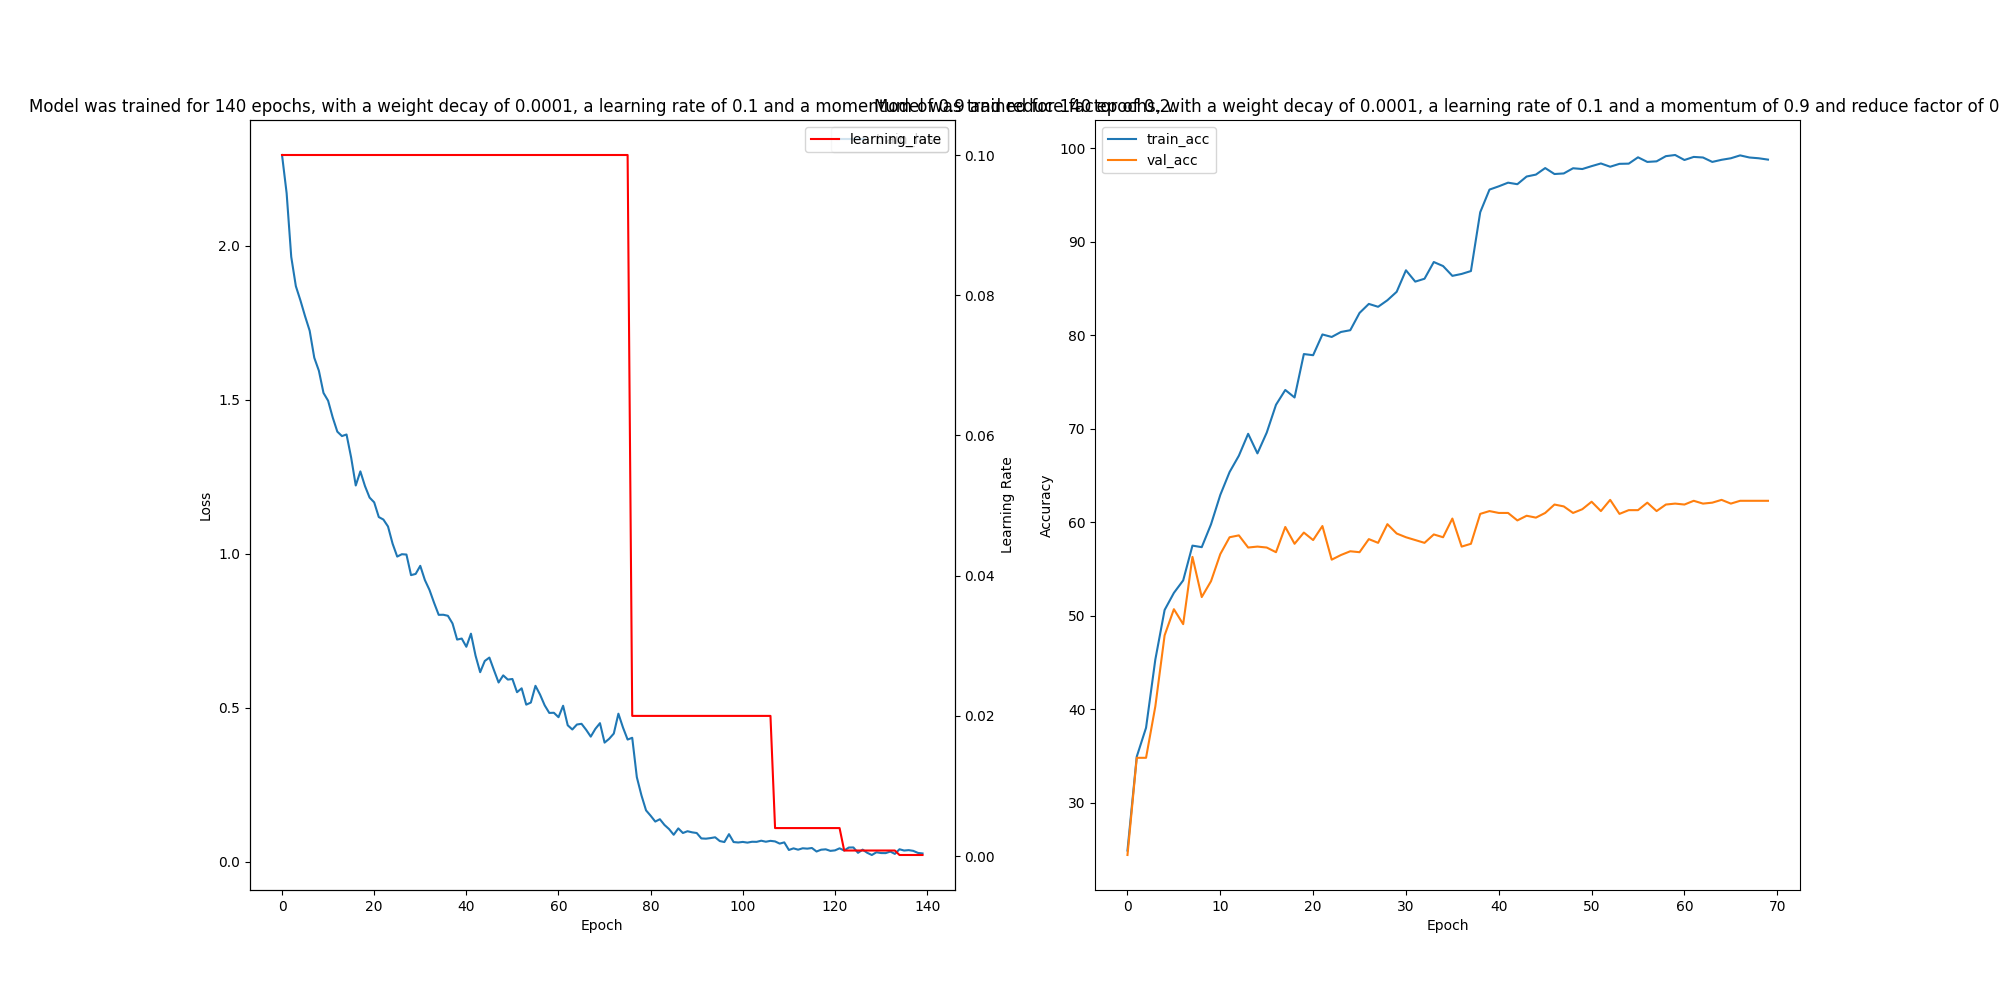 Model was trained for 140 epochs, with a weight decay of 0.0001, a learning rate of 0.1 and a momentum of 0.9 and reduce factor of 0.2.
Model was trained for 140 epochs, with a weight decay of 0.0001, a learning rate of 0.1 and a momentum of 0.9 and reduce factor of 0
learning_rate
2.0
1.5
1.0
0.5
0.0
Loss
0.10
0.08
0.06
0.04
0.02
0.00
Learning Rate
0 20 40 60 80 100 120 140
Epoch
train_acc
val_acc
100
90
80
70
60
50
40
30
Accuracy
0 10 20 30 40 50 60 70
Epoch